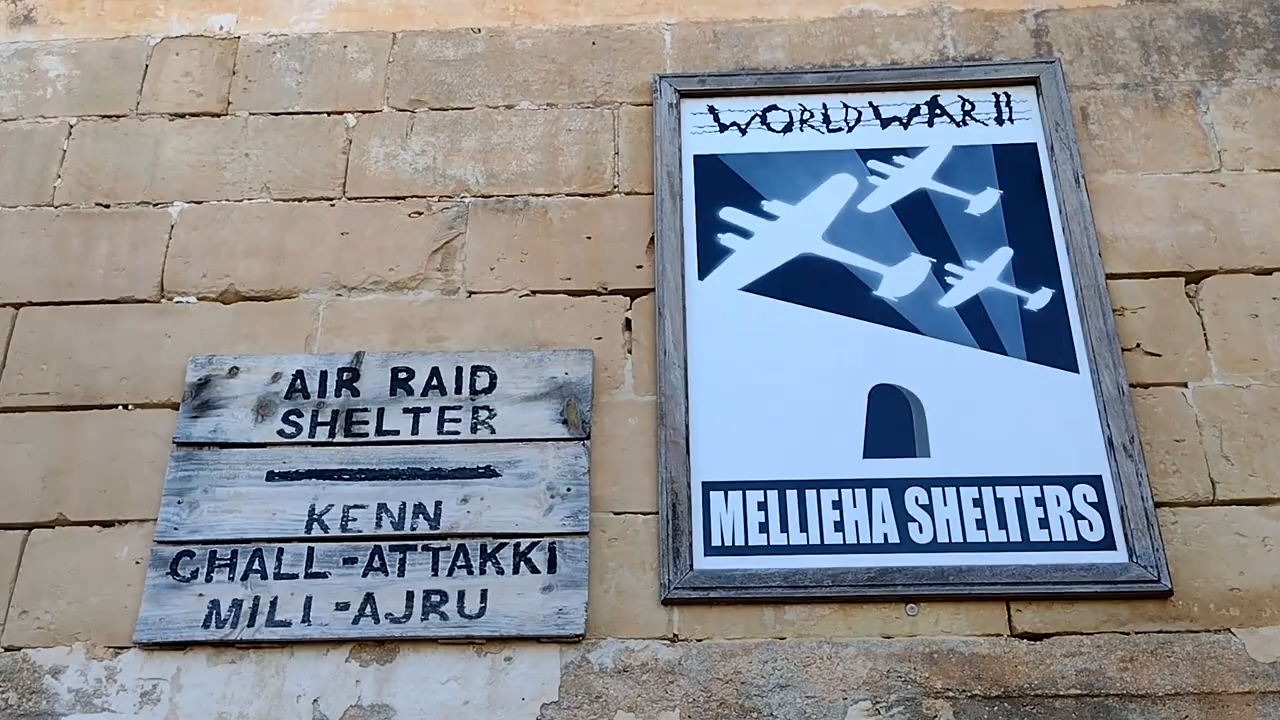 AIR RAID
SHELTER
KENN
GHALL-ATTAKKI
MILI-AJRU
WORLD WAR II
MELLIEHA SHELTERS